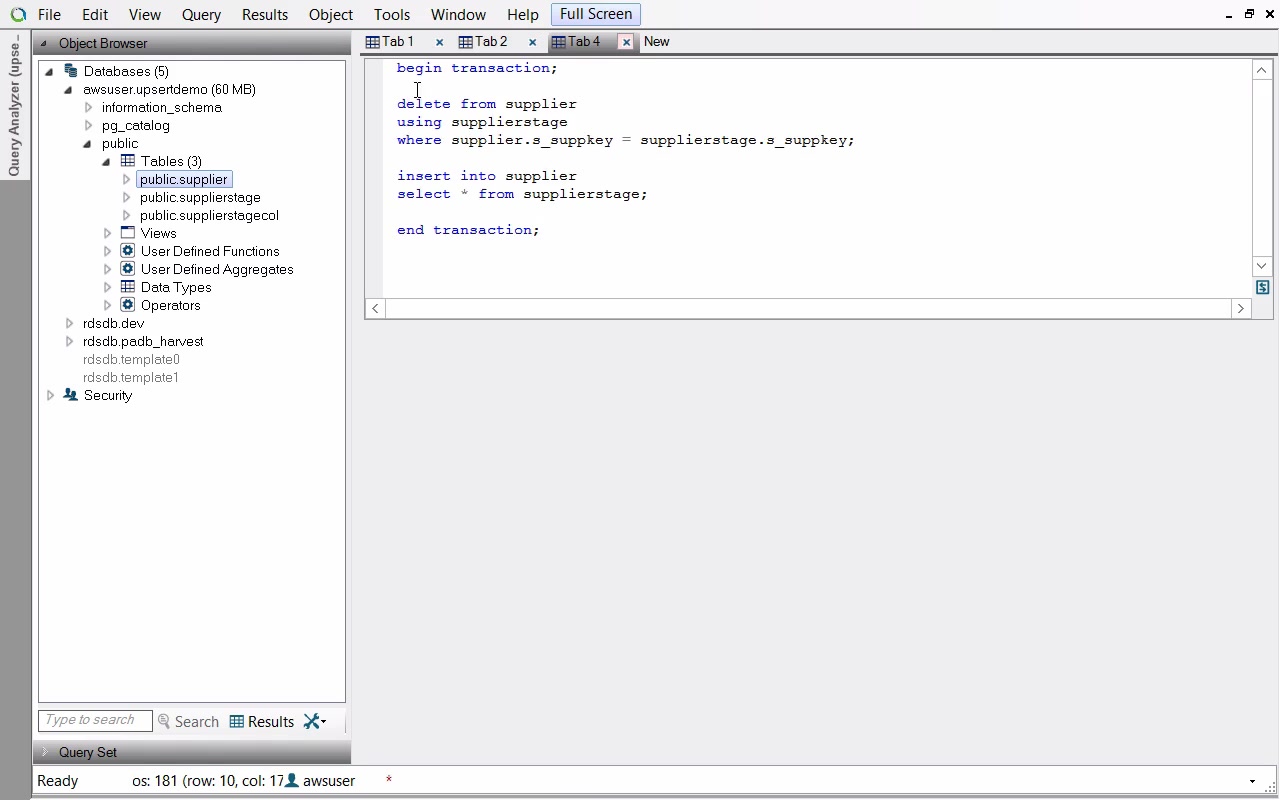 File Edit View Query Results Object Tools Window Help Full Screen
Query Analyzer (upse...
Object Browser
Tab 1 Tab 2 Tab 4 New
Databases (5)
awsuser.upsertdemo (60 MB)
information_schema
pg_catalog
public
Tables (3)
public.supplier
public.supplierstage
public.supplierstagecol
Views
User Defined Functions
User Defined Aggregates
Data Types
Operators
rdsdb.dev
rdsdb.padb_harvest
rdsdb.template0
rdsdb.template1
Security
begin transaction;
delete from supplier
using supplierstage
where supplier.s_suppkey = supplierstage.s_suppkey;
insert into supplier
select * from supplierstage;
end transaction;
Type to search Search Results
Query Set
Ready os: 181 (row: 10, col: 17 awsuser *